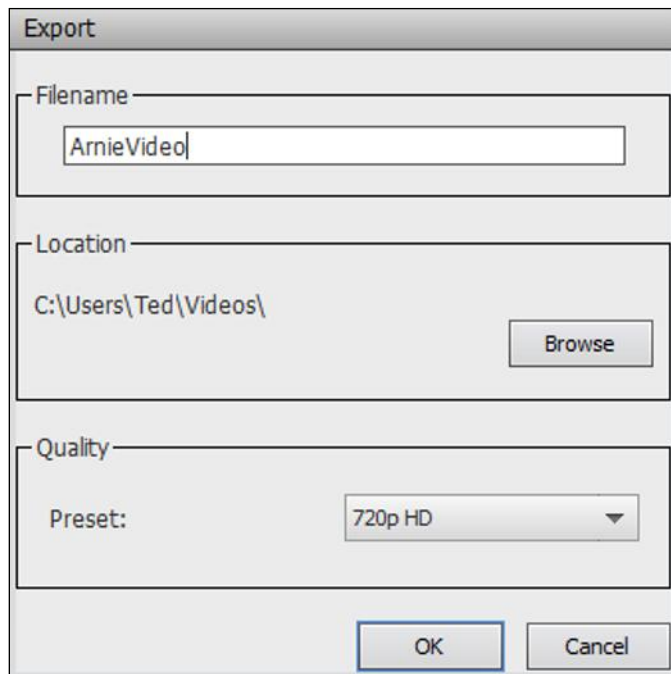 Export
Filename
ArnieVideo
Location
C:\Users\Ted\Videos\
Browse
Quality
Preset: 720p HD
OK Cancel